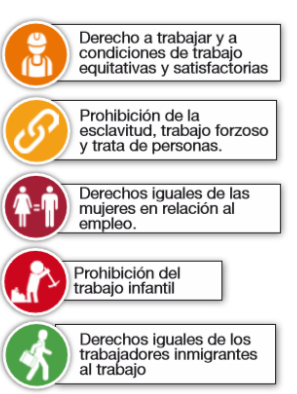 Derecho a trabajar y a
condiciones de trabajo
equitativas y satisfactorias
Prohibición de la
esclavitud, trabajo forzoso
y trata de personas.
Derechos iguales de las
mujeres en relación al
empleo.
Prohibición del
trabajo infantil
Derechos iguales de los
trabajadores inmigrantes
al trabajo